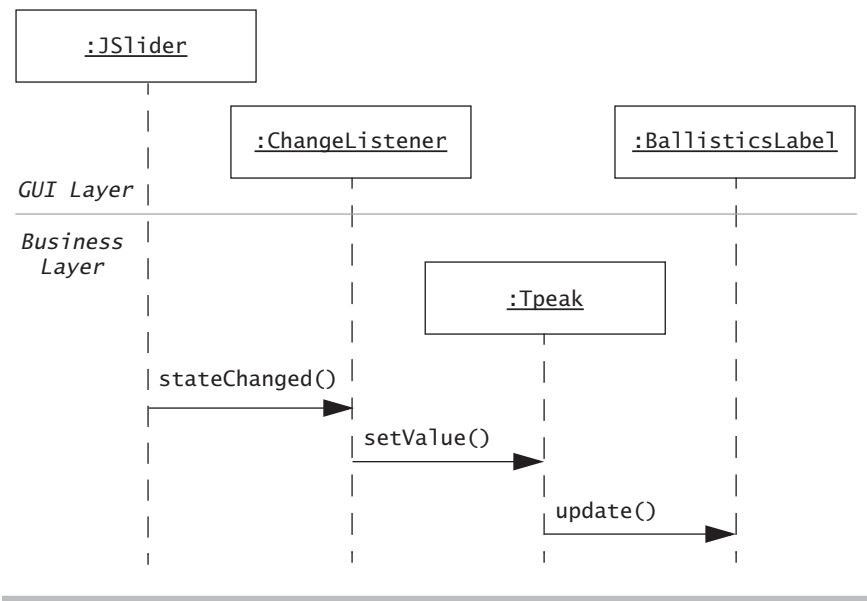 :JSlider
:ChangeListener
:BallisticsLabel
GUI Layer
Business
Layer
:Tpeak
stateChanged()
setValue()
update()